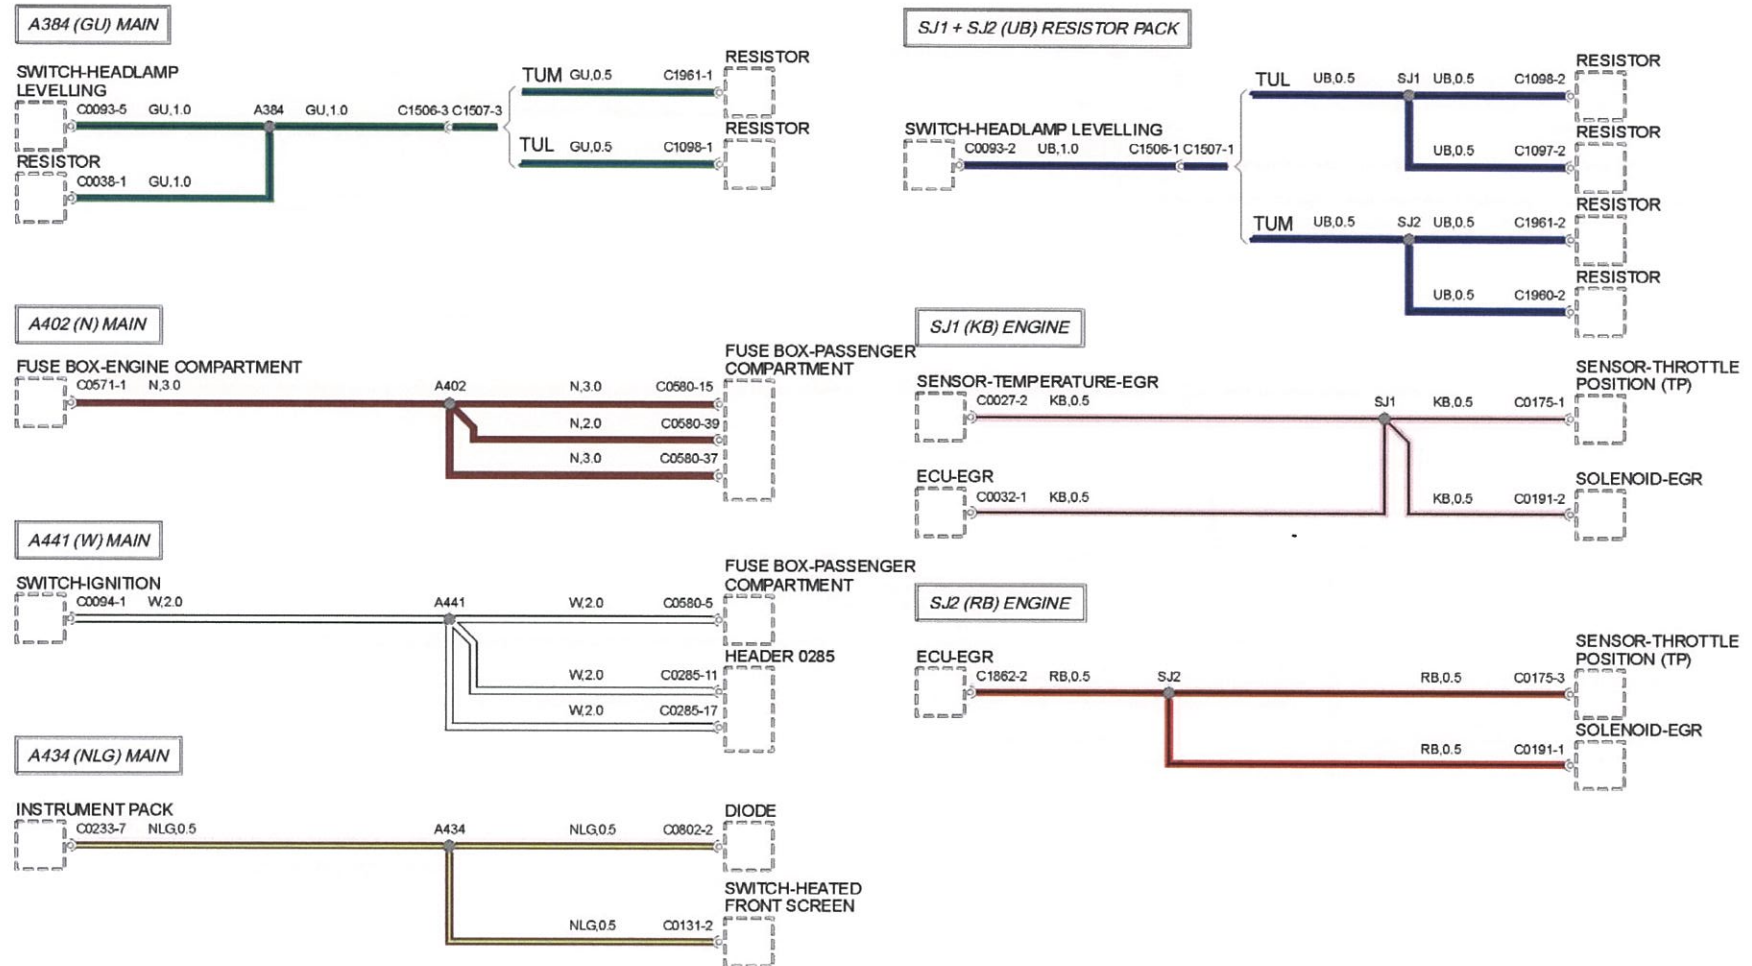 A384 (GU) MAIN
SWITCH-HEADLAMP
LEVELLING
C0093-5 GU,1.0 A384 GU,1.0 C1506-3 C1507-3
RESISTOR
C0038-1 GU,1.0
TUM GU,0.5 C1961-1
RESISTOR
TUL GU,0.5 C1098-1
RESISTOR
A402 (N) MAIN
FUSE BOX-ENGINE COMPARTMENT
C0571-1 N,3.0 A402 N,3.0 C0580-15
FUSE BOX-PASSENGER
COMPARTMENT
N,2.0 C0580-39
N,3.0 C0580-37
A441 (W) MAIN
SWITCH-IGNITION
C0094-1 W,2.0 A441 W,2.0 C0580-5
FUSE BOX-PASSENGER
COMPARTMENT
HEADER 0285
W,2.0 C0285-11
W,2.0 C0285-17
A434 (NLG) MAIN
INSTRUMENT PACK
C0233-7 NLG,0.5 A434 NLG,0.5 C0802-2
DIODE
SWITCH-HEATED
FRONT SCREEN
NLG,0.5 C0131-2
SJ1 + SJ2 (UB) RESISTOR PACK
SWITCH-HEADLAMP LEVELLING
C0093-2 UB,1.0 C1506-1 C1507-1
TUL UB,0.5 SJ1 UB,0.5 C1098-2
RESISTOR
UB,0.5 C1097-2
RESISTOR
TUM UB,0.5 SJ2 UB,0.5 C1961-2
RESISTOR
UB,0.5 C1960-2
RESISTOR
SJ1 (KB) ENGINE
SENSOR-TEMPERATURE-EGR
C0027-2 KB,0.5 SJ1 KB,0.5 C0175-1
SENSOR-THROTTLE
POSITION (TP)
ECU-EGR
C0032-1 KB,0.5 KB,0.5 C0191-2
SOLENOID-EGR
SJ2 (RB) ENGINE
ECU-EGR
C1862-2 RB,0.5 SJ2 RB,0.5 C0175-3
SENSOR-THROTTLE
POSITION (TP)
RB,0.5 C0191-1
SOLENOID-EGR